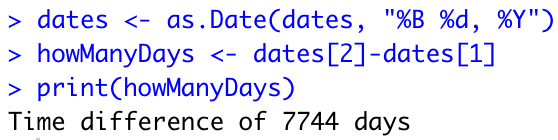 > dates <- as.Date(dates, "%B %d, %Y")
> howManyDays <- dates[2]-dates[1]
> print(howManyDays)
Time difference of 7744 days